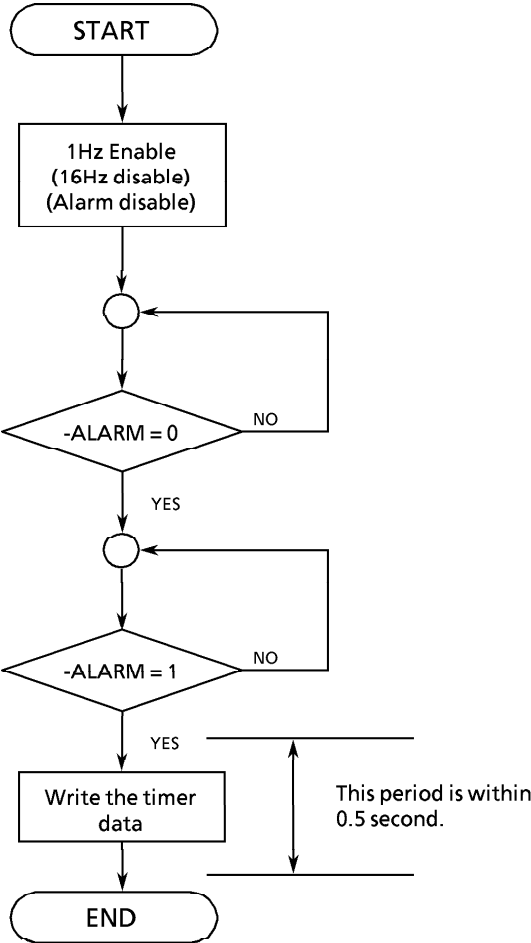 START
1Hz Enable
(16Hz disable)
(Alarm disable)
-ALARM = 0
NO
YES
-ALARM = 1
NO
YES
Write the timer
data
This period is within
0.5 second.
END